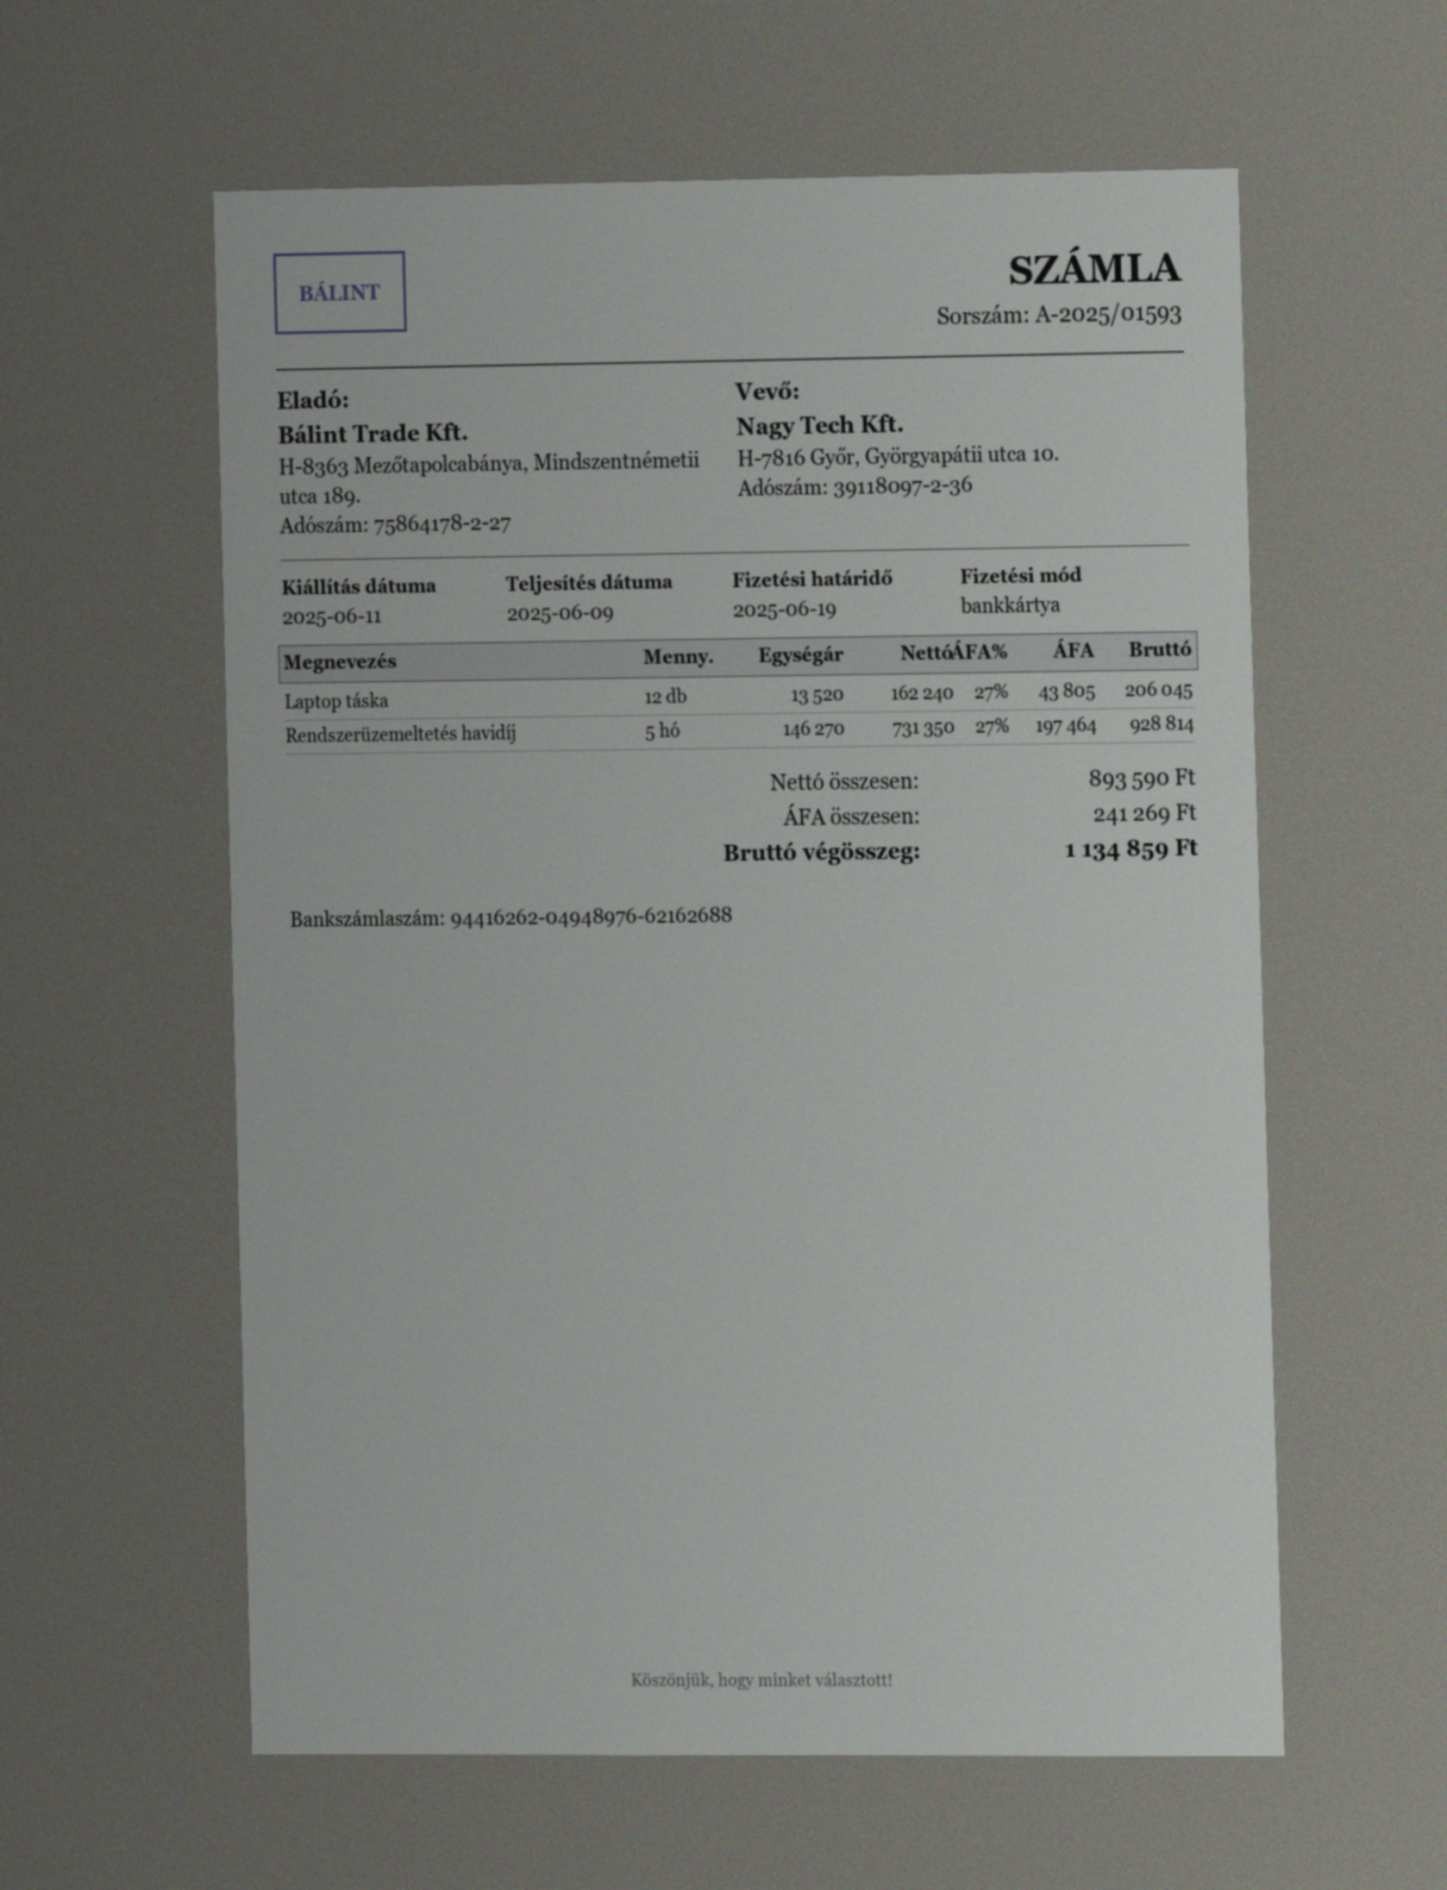 BÁLINT
SZÁMLA
Sorszám: A-2025/01593
Eladó:
Bálint Trade Kft.
H-8363 Mezőtapolcabánya, Mindszentnémetii
utca 189.
Adószám: 75864178-2-27
Vevő:
Nagy Tech Kft.
H-7816 Győr, Györgyapátii utca 10.
Adószám: 39118097-2-36
Kiállítás dátuma Teljesítés dátuma Fizetési határidő Fizetési mód
2025-06-11 2025-06-09 2025-06-19 bankkártya
Megnevezés Menny. Egységár Nettó ÁFA% ÁFA Bruttó
Laptop táska 12 db 13 520 162 240 27% 43 805 206 045
Rendszerüzemeltetés havidíj 5 hó 146 270 731 350 27% 197 464 928 814
Nettó összesen: 893 590 Ft
ÁFA összesen: 241 269 Ft
Bruttó végösszeg: 1 134 859 Ft
Bankszámlaszám: 94416262-04948976-62162688
Köszönjük, hogy minket választott!